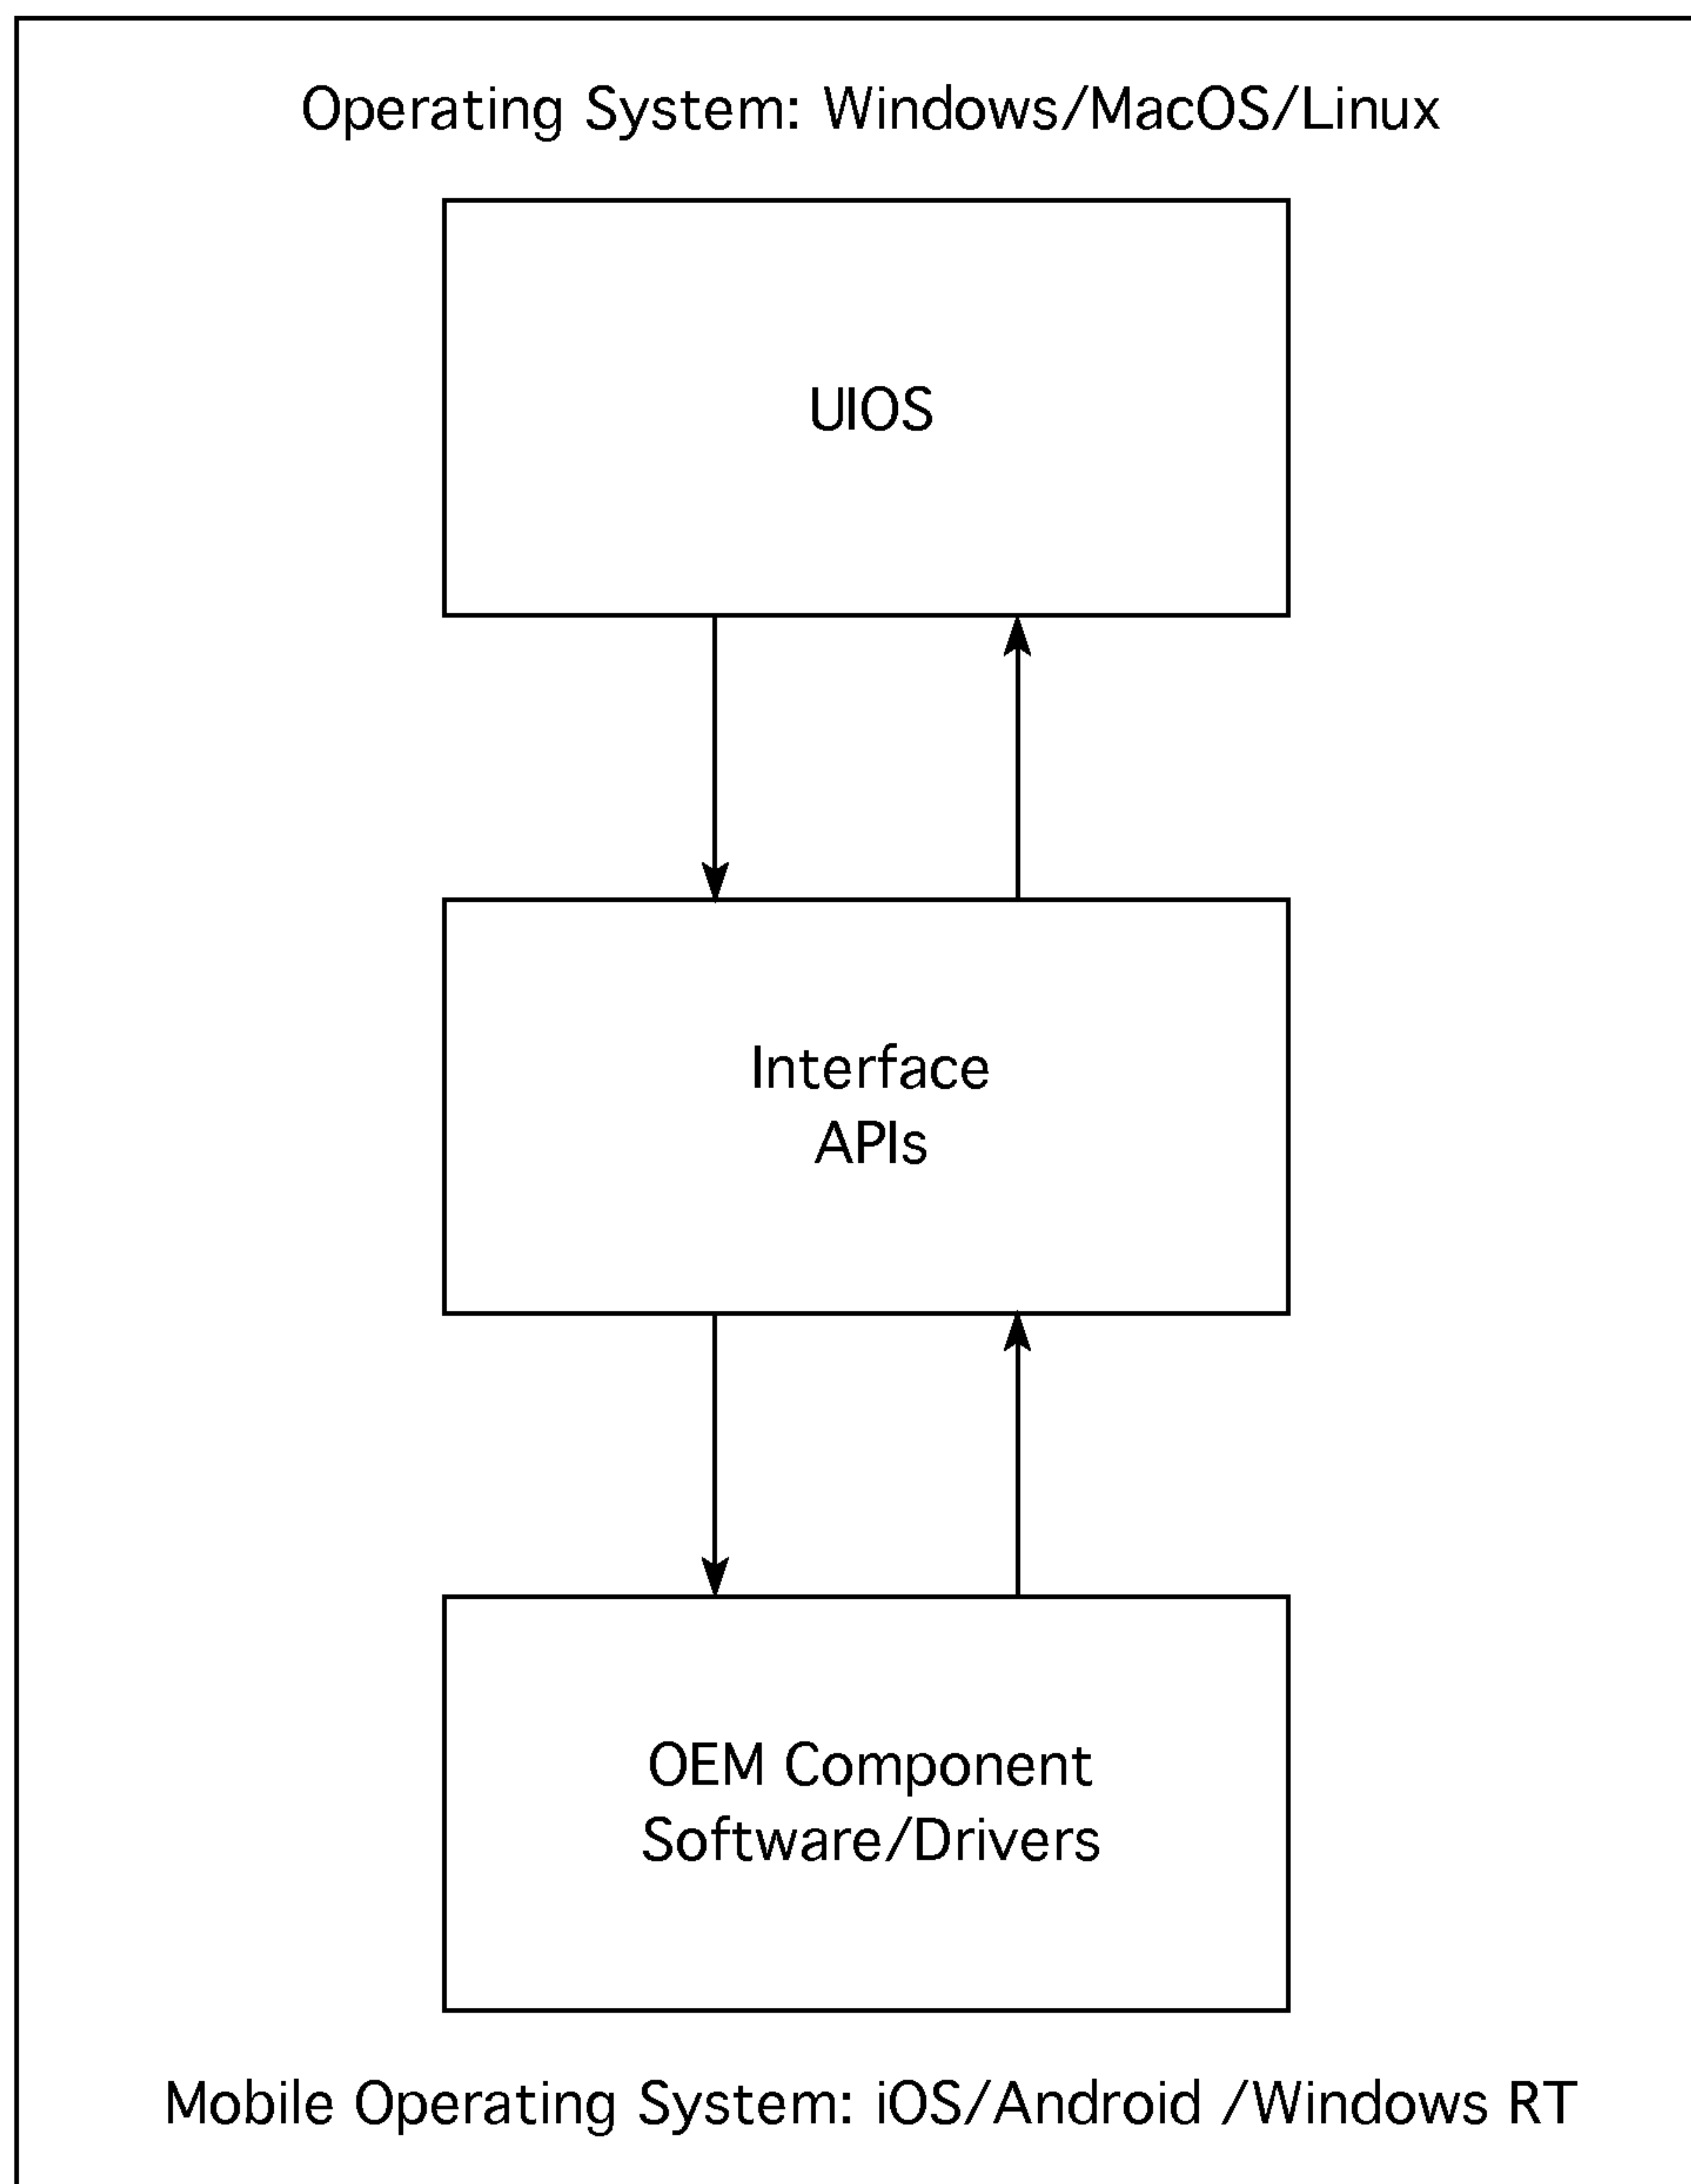 Operating System: Windows/MacOS/Linux
UIOS
Interface
APIs
OEM Component
Software/Drivers
Mobile Operating System: iOS/Android /Windows RT